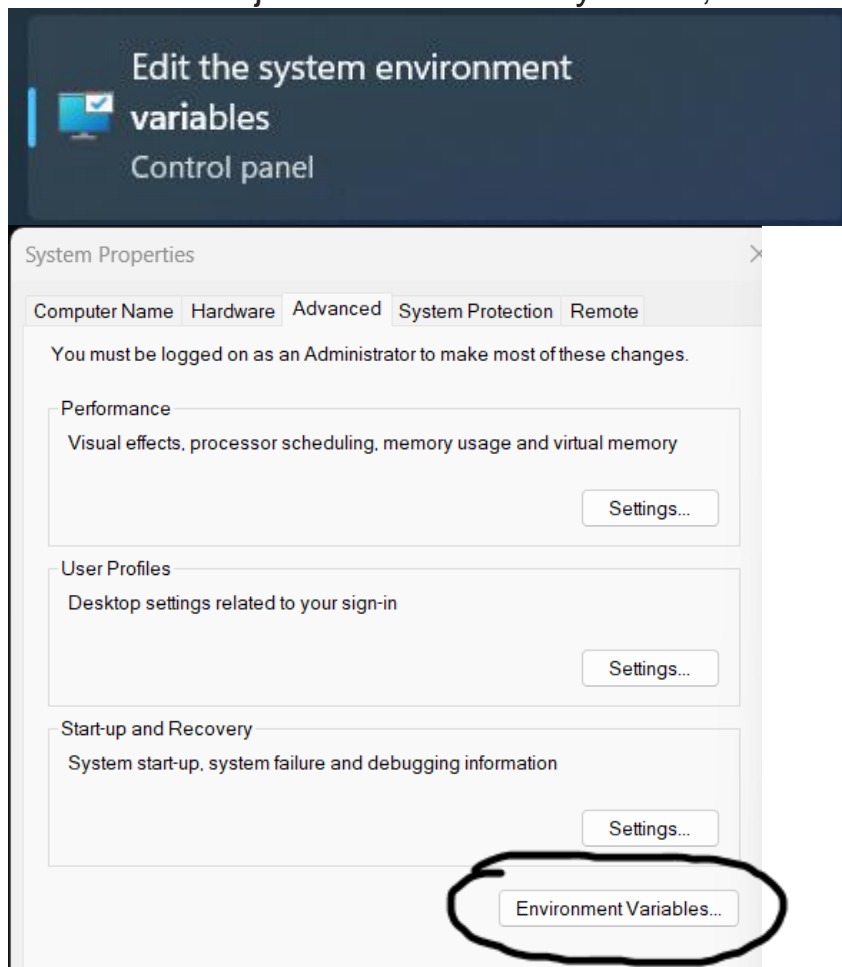 Edit the system environment
variables
Control panel
System Properties
Computer Name Hardware Advanced System Protection Remote
You must be logged on as an Administrator to make most of these changes.
Performance
Visual effects, processor scheduling, memory usage and virtual memory
Settings...
User Profiles
Desktop settings related to your sign-in
Settings...
Start-up and Recovery
System start-up, system failure and debugging information
Settings...
Environment Variables...